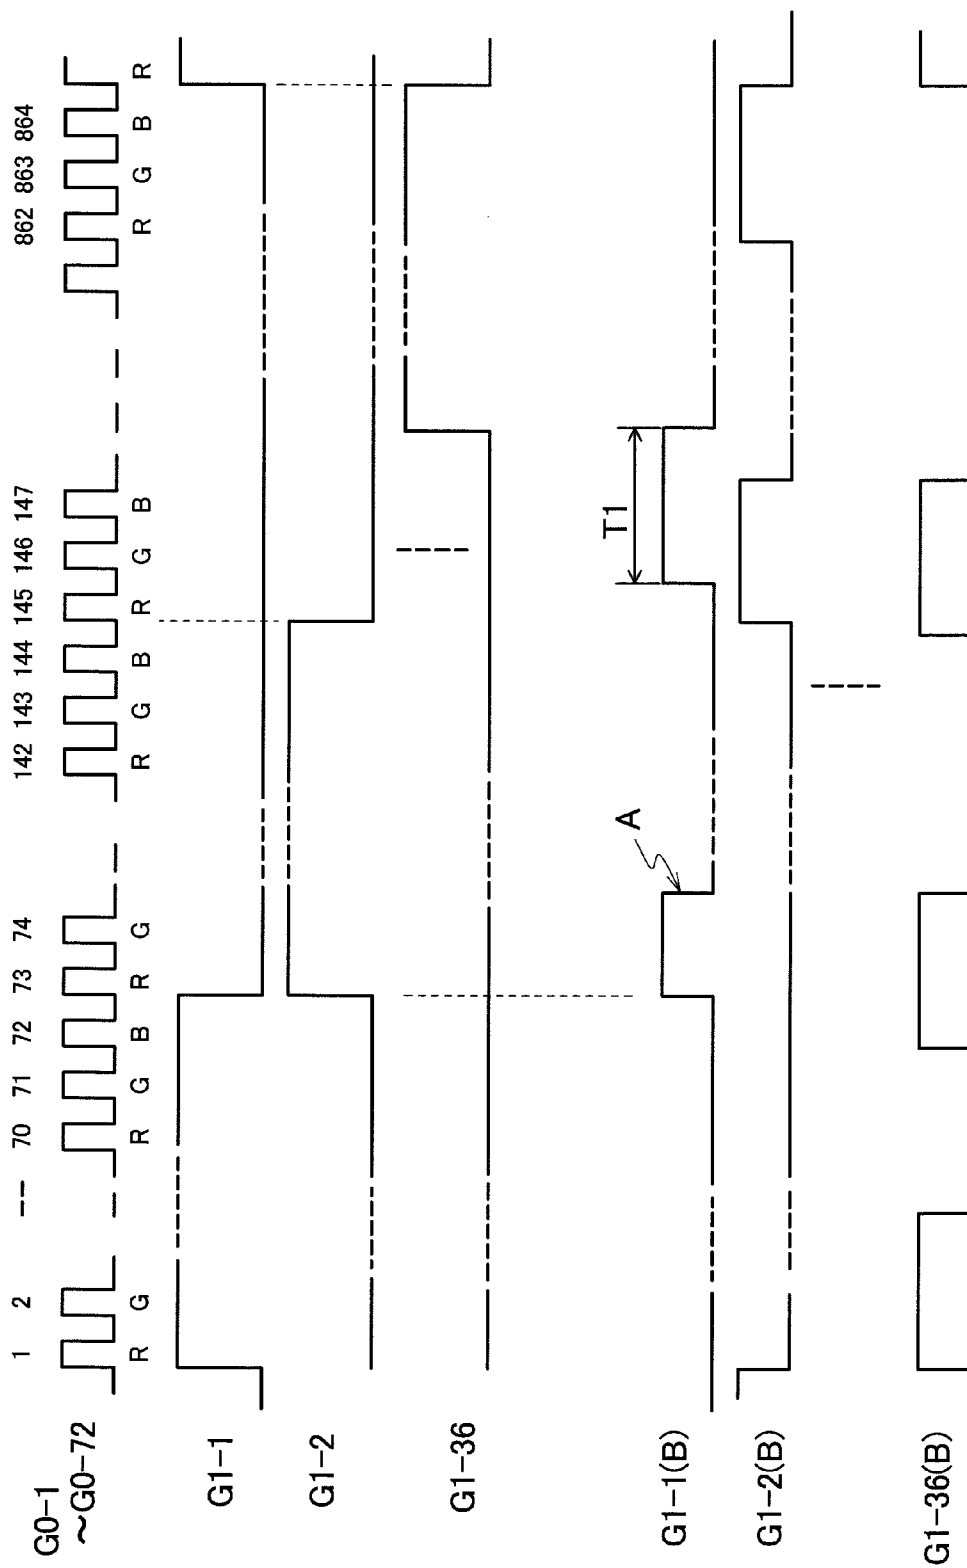 G0-1
~G0-72
1 2 --- 70 71 72 73 74 142 143 144 145 146 147 862 863 864
R G R G B R G R G B R G B R G B R
G1-1
G1-2
G1-36
T1
A
G1-1(B)
G1-2(B)
G1-36(B)